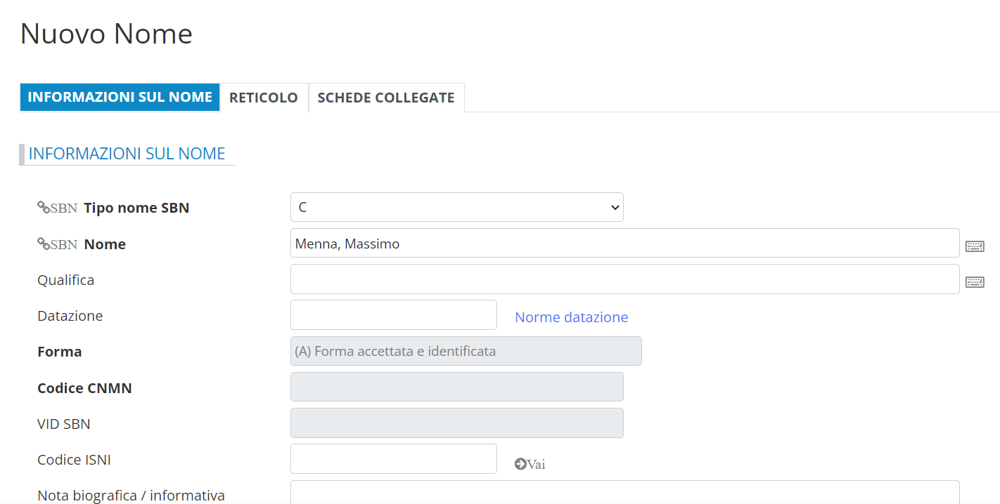 Nuovo Nome
INFORMAZIONI SUL NOME RETICOLO SCHEDE COLLEGATE
INFORMAZIONI SUL NOME
SBN Tipo nome SBN C
SBN Nome Menna, Massimo
Qualifica
Datazione Norme datazione
Forma (A) Forma accettata e identificata
Codice CNMN
VID SBN
Codice ISNI Vai
Nota biografica / informativa